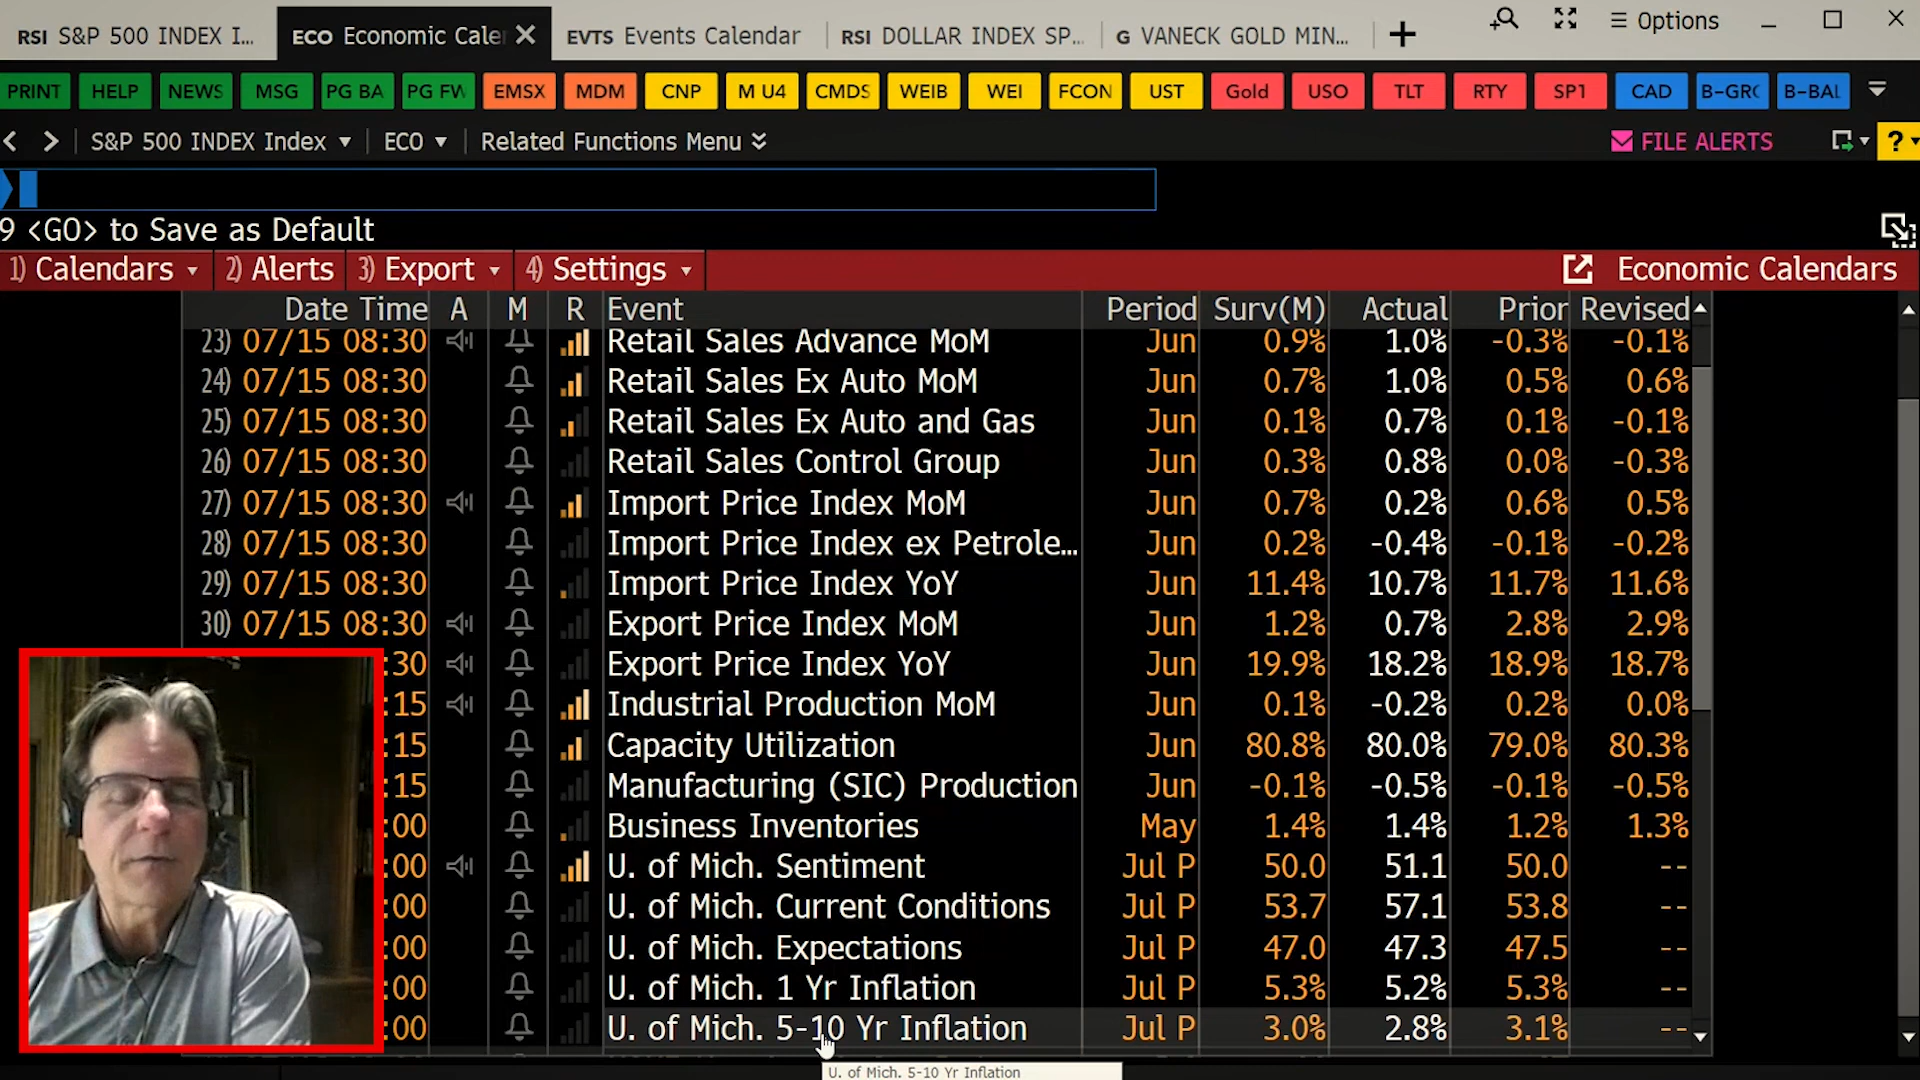 RSI S&P 500 INDEX I... ECO Economic Cale EVTS Events Calendar RSI DOLLAR INDEX SP... G VANECK GOLD MIN... Options
PRINT HELP NEWS MSG PG BA PG FW EMSX MDM CNP M U4 CMDS WEIB WEI FCON UST Gold USO TLT RTY SP1 CAD B-GRO B-BAL
S&P 500 INDEX Index ECO Related Functions Menu FILE ALERTS ?
9 <GO> to Save as Default
1) Calendars 2) Alerts 3) Export 4) Settings Economic Calendars
Date Time A M R Event Period Surv(M) Actual Prior Revised
23) 07/15 08:30 Retail Sales Advance MoM Jun 0.9% 1.0% -0.3% -0.1%
24) 07/15 08:30 Retail Sales Ex Auto MoM Jun 0.7% 1.0% 0.5% 0.6%
25) 07/15 08:30 Retail Sales Ex Auto and Gas Jun 0.1% 0.7% 0.1% -0.1%
26) 07/15 08:30 Retail Sales Control Group Jun 0.3% 0.8% 0.0% -0.3%
27) 07/15 08:30 Import Price Index MoM Jun 0.7% 0.2% 0.6% 0.5%
28) 07/15 08:30 Import Price Index ex Petrole... Jun 0.2% -0.4% -0.1% -0.2%
29) 07/15 08:30 Import Price Index YoY Jun 11.4% 10.7% 11.7% 11.6%
30) 07/15 08:30 Export Price Index MoM Jun 1.2% 0.7% 2.8% 2.9%
:30 Export Price Index YoY Jun 19.9% 18.2% 18.9% 18.7%
:15 Industrial Production MoM Jun 0.1% -0.2% 0.2% 0.0%
:15 Capacity Utilization Jun 80.8% 80.0% 79.0% 80.3%
:15 Manufacturing (SIC) Production Jun -0.1% -0.5% -0.1% -0.5%
:00 Business Inventories May 1.4% 1.4% 1.2% 1.3%
:00 U. of Mich. Sentiment Jul P 50.0 51.1 50.0 --
:00 U. of Mich. Current Conditions Jul P 53.7 57.1 53.8 --
:00 U. of Mich. Expectations Jul P 47.0 47.3 47.5 --
:00 U. of Mich. 1 Yr Inflation Jul P 5.3% 5.2% 5.3% --
:00 U. of Mich. 5-10 Yr Inflation Jul P 3.0% 2.8% 3.1% --
U. of Mich. 5-10 Yr Inflation